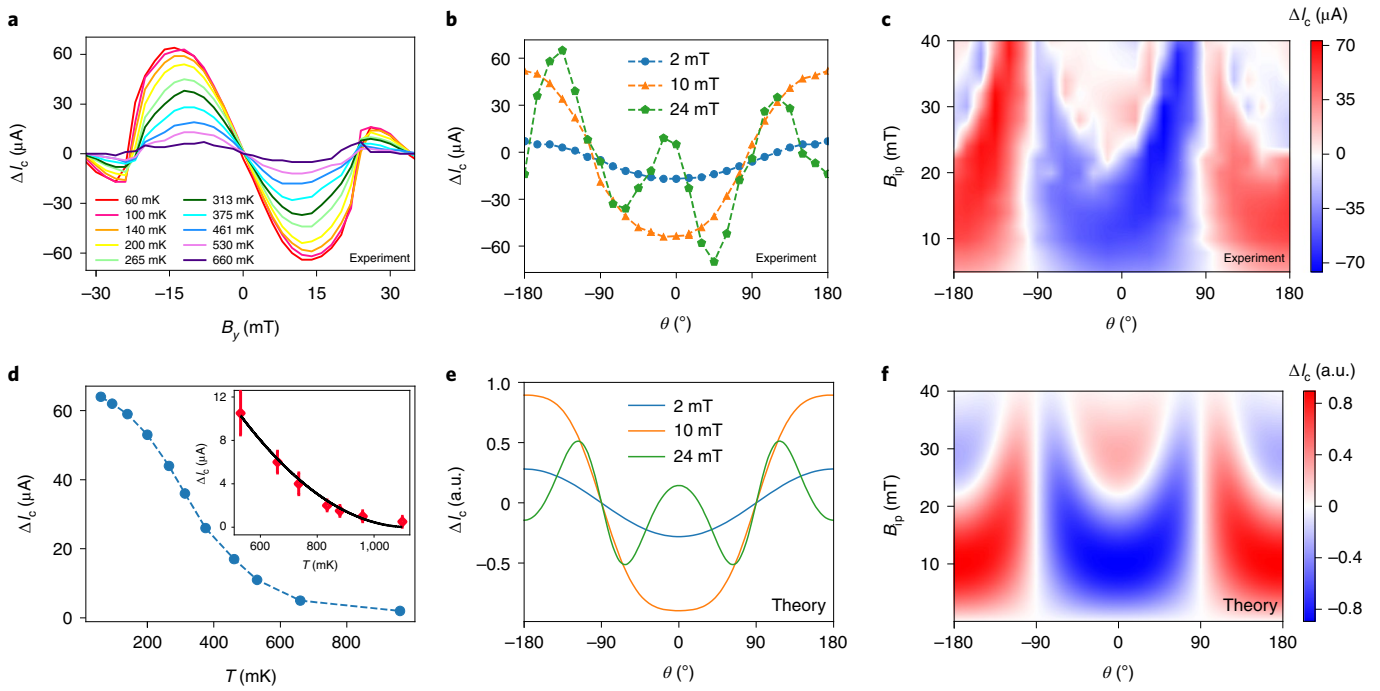 a
ΔI_c (μA)
60
30
0
−30
−60
60 mK
100 mK
140 mK
200 mK
265 mK
313 mK
375 mK
461 mK
530 mK
660 mK
Experiment
−30
−15
0
15
30
B_y (mT)
b
ΔI_c (μA)
60
30
0
−30
−60
2 mT
10 mT
24 mT
Experiment
−180
−90
0
90
180
θ (°)
c
ΔI_c (μA)
B_ip (mT)
40
30
20
10
Experiment
−180
−90
0
90
180
θ (°)
70
35
0
−35
−70
d
ΔI_c (μA)
60
40
20
0
200
400
600
800
T (mK)
ΔI_c (μA)
12
8
4
0
600
800
1,000
T (mK)
e
ΔI_c (a.u.)
1.0
0.5
0
−0.5
2 mT
10 mT
24 mT
Theory
−180
−90
0
90
180
θ (°)
f
ΔI_c (a.u.)
B_ip (mT)
40
30
20
10
Theory
−180
−90
0
90
180
θ (°)
0.8
0.4
0
−0.4
−0.8